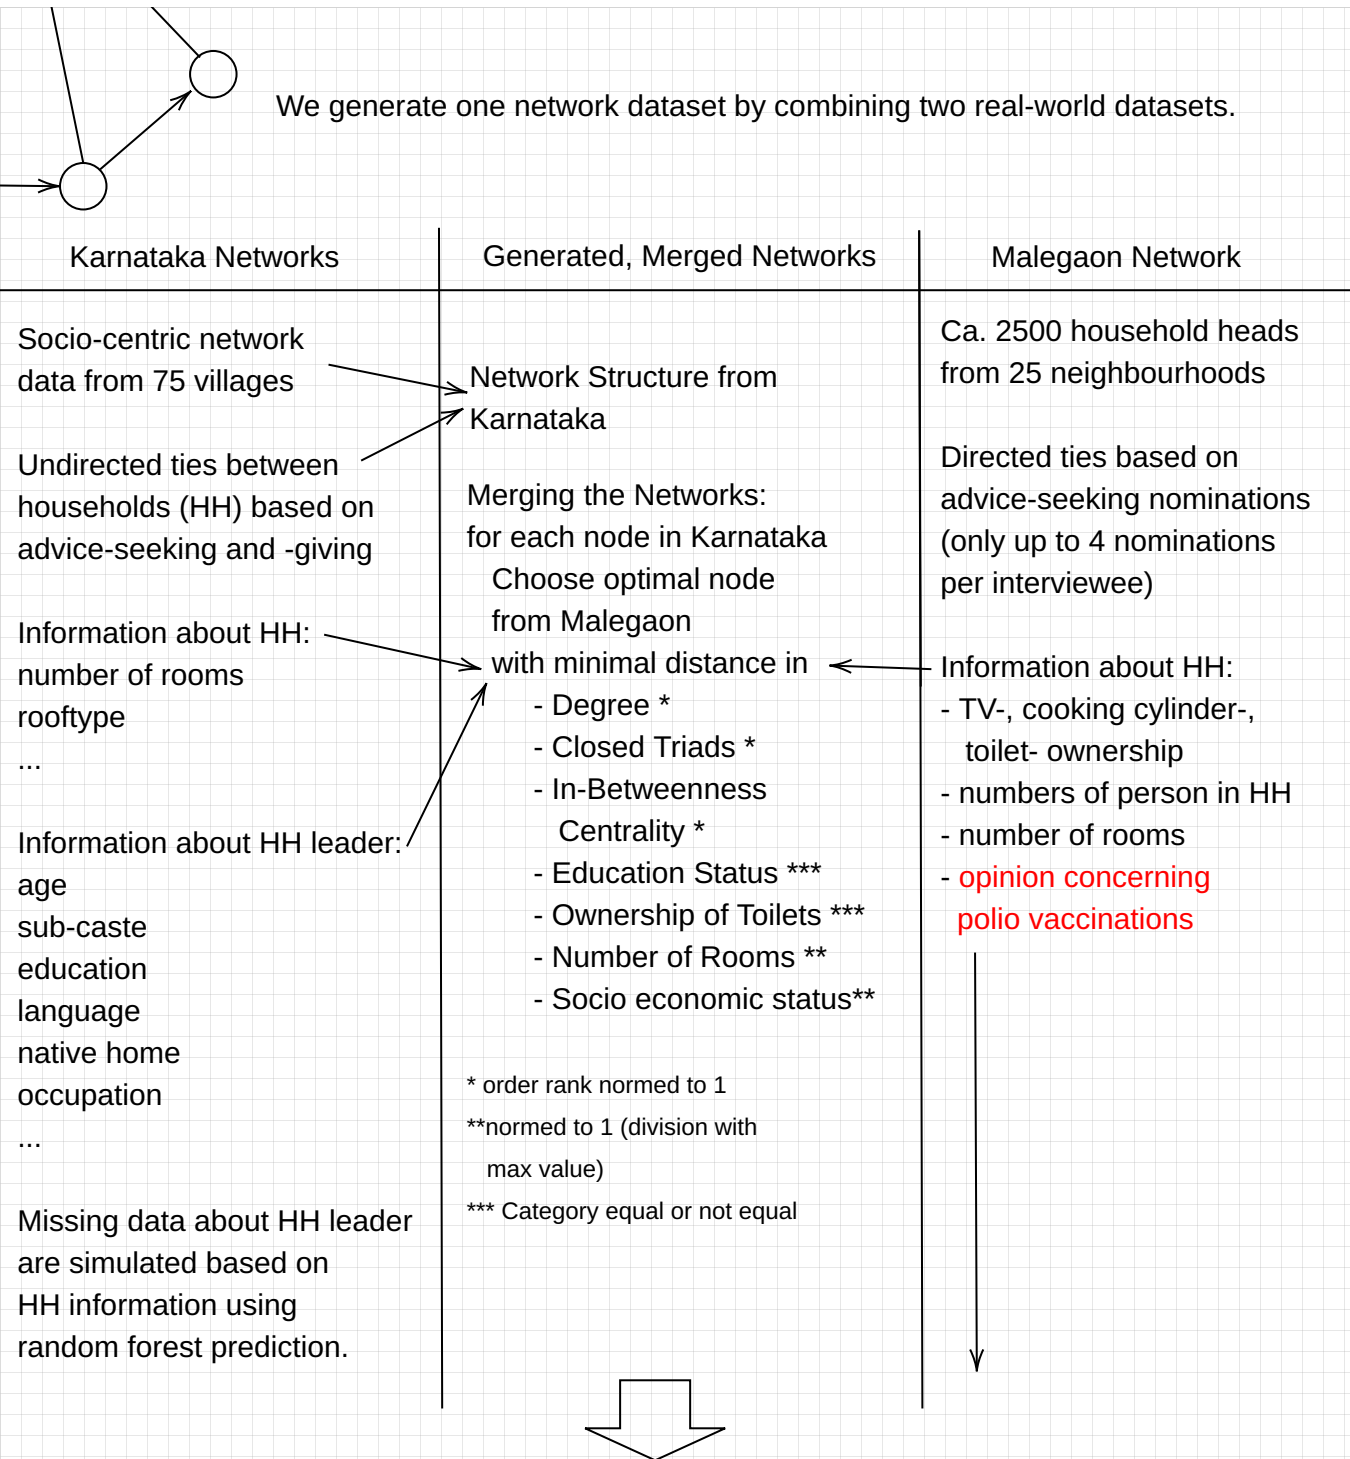 We generate one network dataset by combining two real-world datasets.
Karnataka Networks
Socio-centric network
data from 75 villages
Undirected ties between
households (HH) based on
advice-seeking and -giving
Information about HH:
number of rooms
rooftype
...
Information about HH leader:
age
sub-caste
education
language
native home
occupation
...
Missing data about HH leader
are simulated based on
HH information using
random forest prediction.
Generated, Merged Networks
Network Structure from
Karnataka
Merging the Networks:
for each node in Karnataka
Choose optimal node
from Malegaon
with minimal distance in
- Degree *
- Closed Triads *
- In-Betweenness
Centrality *
- Education Status ***
- Ownership of Toilets ***
- Number of Rooms **
- Socio economic status**
* order rank normed to 1
**normed to 1 (division with
max value)
*** Category equal or not equal
Malegaon Network
Ca. 2500 household heads
from 25 neighbourhoods
Directed ties based on
advice-seeking nominations
(only up to 4 nominations
per interviewee)
Information about HH:
- TV-, cooking cylinder-,
toilet- ownership
- numbers of person in HH
- number of rooms
- opinion concerning
polio vaccinations